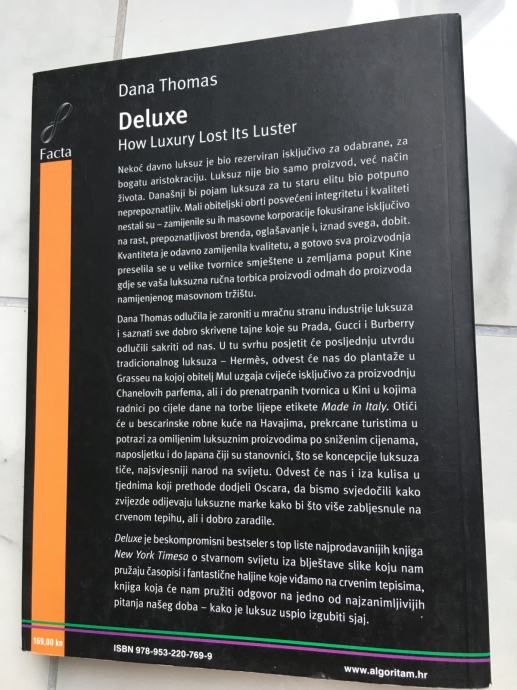 Dana Thomas
Deluxe
How Luxury Lost Its Luster
Facta
Nekoć davno luksuz je bio rezerviran isključivo za odabrane, za
bogatu aristokraciju. Luksuz nije bio samo proizvod, već način
života. Današnji bi pojam luksuza za tu staru elitu bio potpuno
neprepoznatljiv. Mali obiteljski obrti posvećeni integritetu i kvaliteti
nestali su – zamijenile su ih masovne korporacije fokusirane isključivo
na rast, prepoznatljivost brenda, oglašavanje i, iznad svega, dobit.
Kvantiteta je odavno zamijenila kvalitetu, a gotovo sva proizvodnja
preselila se u velike tvornice smještene u zemljama poput Kine
gdje se vaša luksuzna ručna torbica proizvodi odmah do proizvoda
namijenjenog masovnom tržištu.
Dana Thomas odlučila je zaroniti u mračnu stranu industrije luksuza
i saznati sve dobro skrivene tajne koje su Prada, Gucci i Burberry
odlučili sakriti od nas. U tu svrhu posjetit će posljednju utvrdu
tradicionalnog luksuza – Hermès, odvest će nas do plantaže u
Grasseu na kojoj obitelj Mul uzgaja cvijeće isključivo za proizvodnju
Chanelovih parfema, ali i do prenatrpanih tvornica u Kini u kojima
radnici po cijele dane na torbe lijepe etikete Made in Italy. Otići
će u bescarinske robne kuće na Havajima, prekrcane turistima u
potrazi za omiljenim luksuznim proizvodima po sniženim cijenama,
naposljetku i do Japana čiji su stanovnici, što se koncepcije luksuza
tiče, najsvjesniji narod na svijetu. Odvest će nas i iza kulisa u
tjednima koji prethode dodjeli Oscara, da bismo svjedočili kako
zvijezde odijevaju luksuzne marke kako bi što više zabljesnule na
crvenom tepihu, ali i dobro zaradile.
Deluxe je beskompromisni bestseler s top liste najprodavanijih knjiga
New York Timesa o stvarnom svijetu iza blještave slike koju nam
pružaju časopisi i fantastične haljine koje viđamo na crvenim tepisima,
knjiga koja će nam pružiti odgovor na jedno od najzanimljivijih
pitanja našeg doba – kako je luksuz uspio izgubiti sjaj.
169,00 kn
ISBN 978-953-220-769-9
www.algoritam.hr